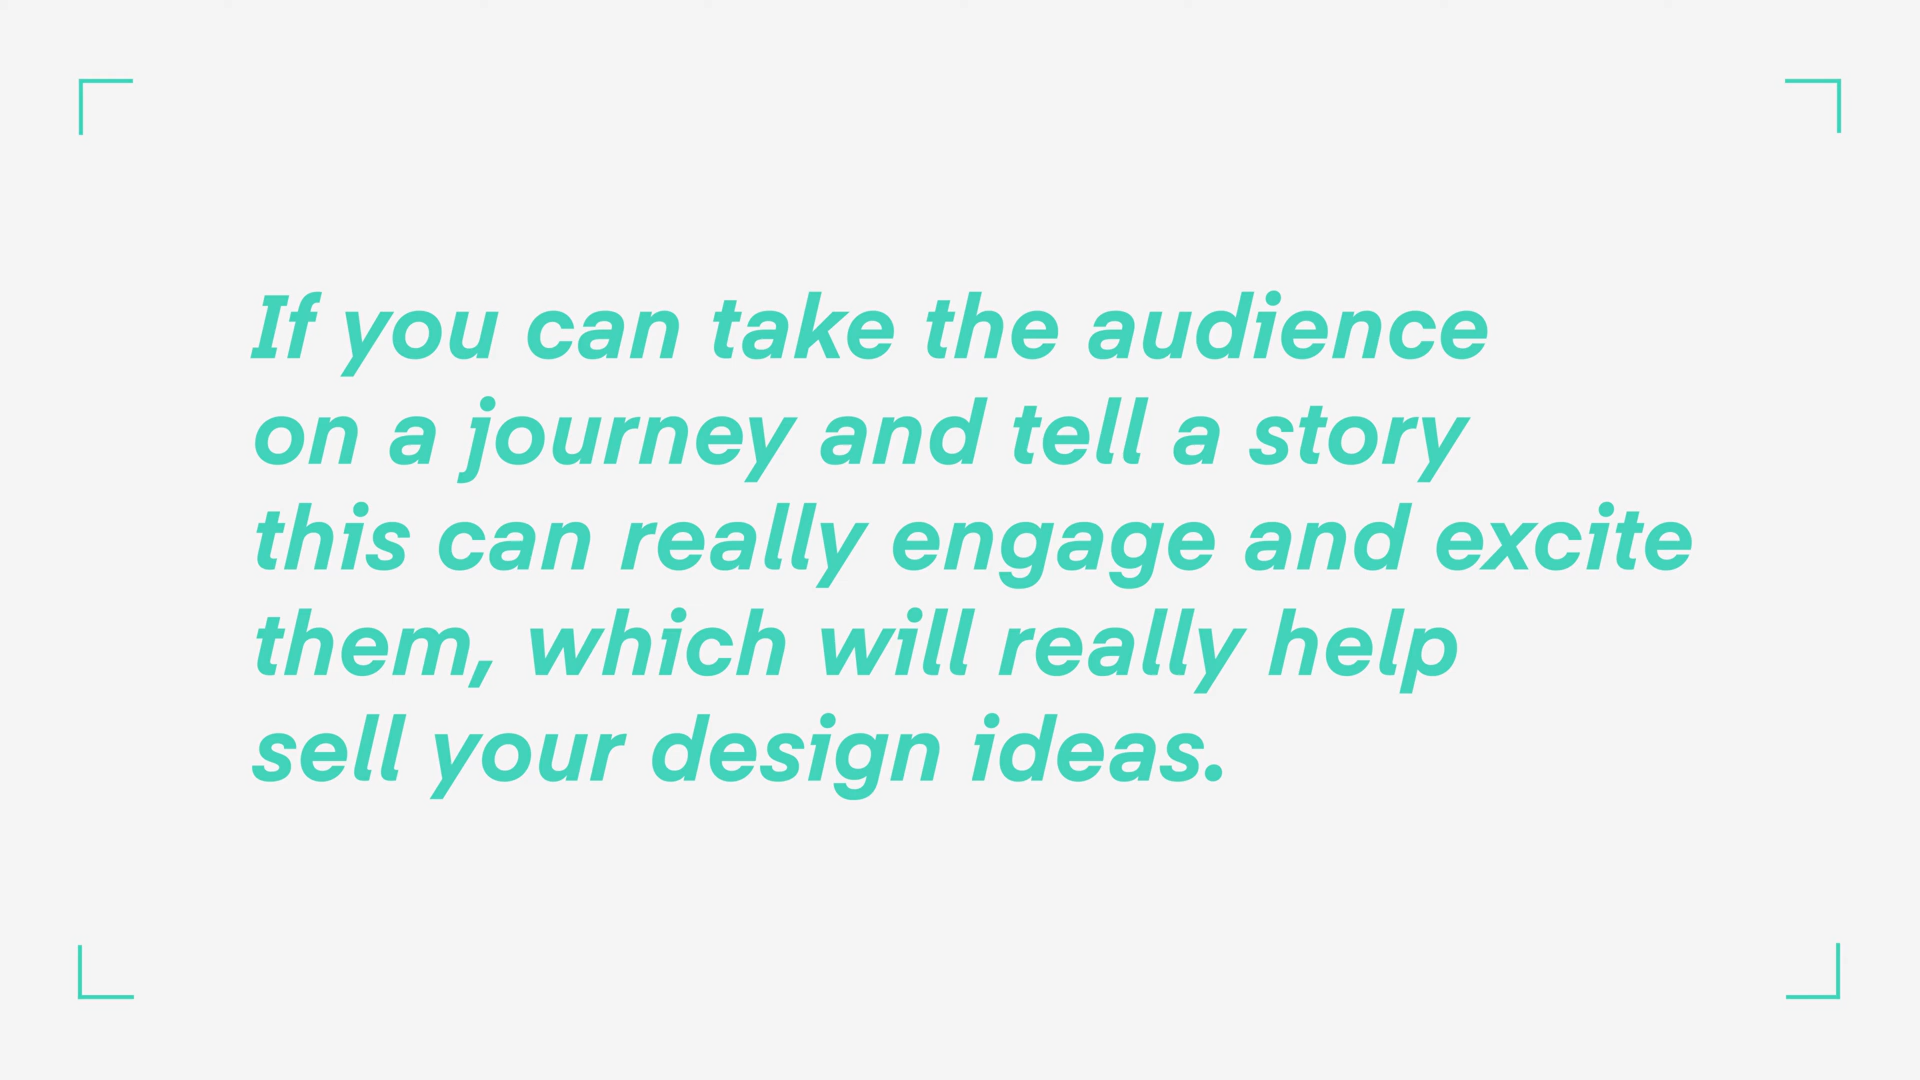 If you can take the audience
on a journey and tell a story
this can really engage and excite
them, which will really help
sell your design ideas.